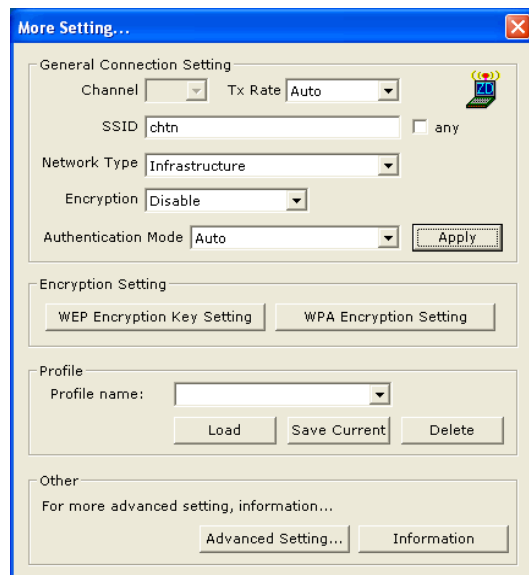 More Setting...
General Connection Setting
Channel Tx Rate Auto
ZD
SSID chtn any
Network Type Infrastructure
Encryption Disable
Authentication Mode Auto Apply
Encryption Setting
WEP Encryption Key Setting WPA Encryption Setting
Profile
Profile name:
Load Save Current Delete
Other
For more advanced setting, information...
Advanced Setting... Information